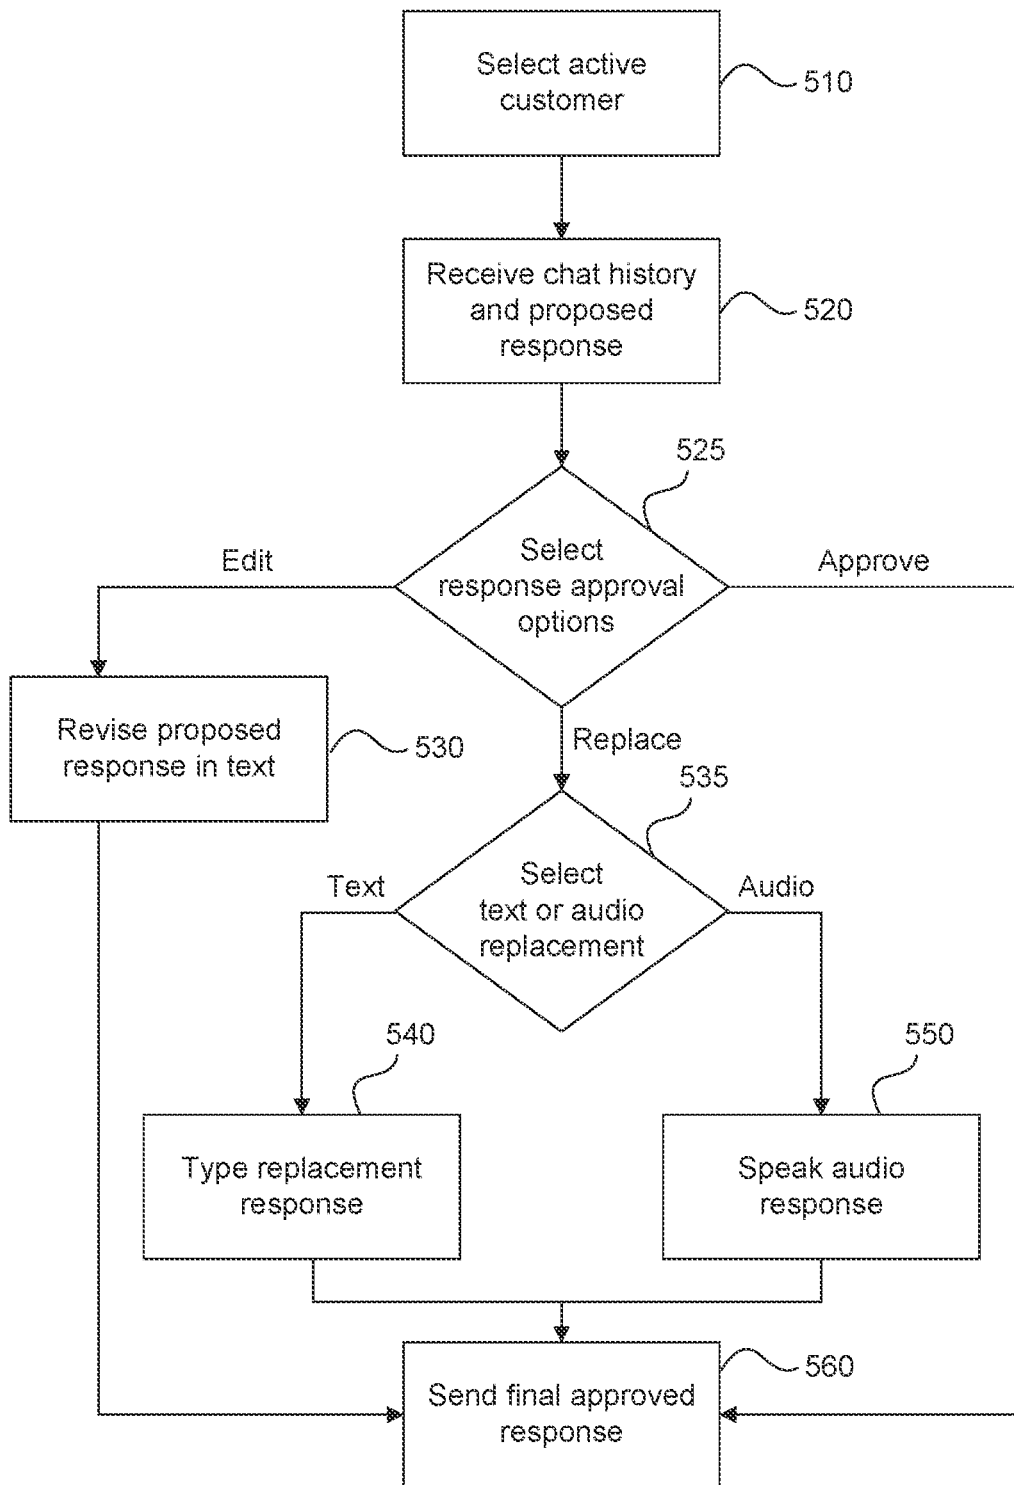 Select active
customer
510
Receive chat history
and proposed
response
520
525
Select
response approval
options
Edit
Approve
Revise proposed
response in text
530
Replace
535
Select
text or audio
replacement
Text
Audio
540
550
Type replacement
response
Speak audio
response
560
Send final approved
response